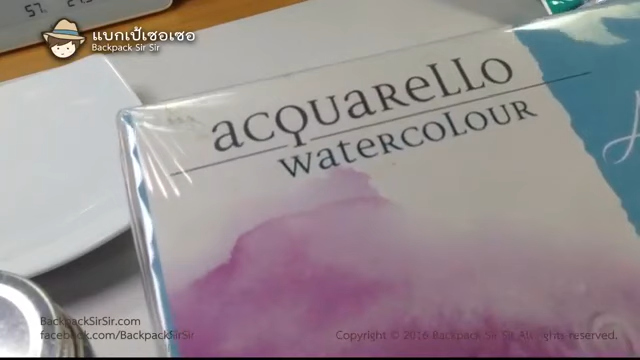 แบกเป้เซอเซอ
Backpack Sir Sir
acquarello
watercolour
BackpackSirSir.com
facebook.com/BackpackSirSir
Copyright © 2016 Backpack Sir Sir All rights reserved.